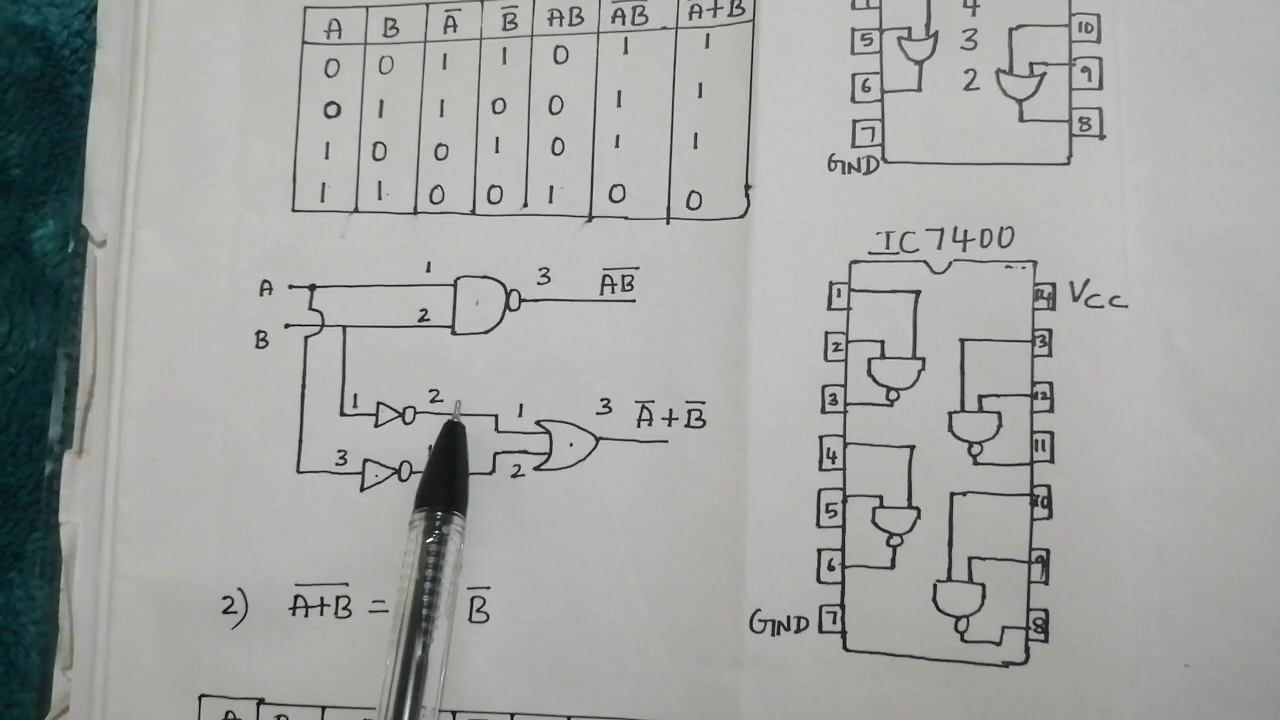 A B A̅ B̅ AB A̅B̅ A̅+B̅
0 0 1 1 0 1 1
0 1 1 0 0 1 1
1 0 0 1 0 1 1
1 1 0 0 1 0 0
A 1 3 A̅B̅
B 2
1 2 1 3 A̅+B̅
3 2
2) A̅+̅B̅ = B̅
4
5 3 10
6 2 9
7 8
GND
IC 7400
1 14 VCC
2 13
3 12
4 11
5 10
6 9
GND 7 8